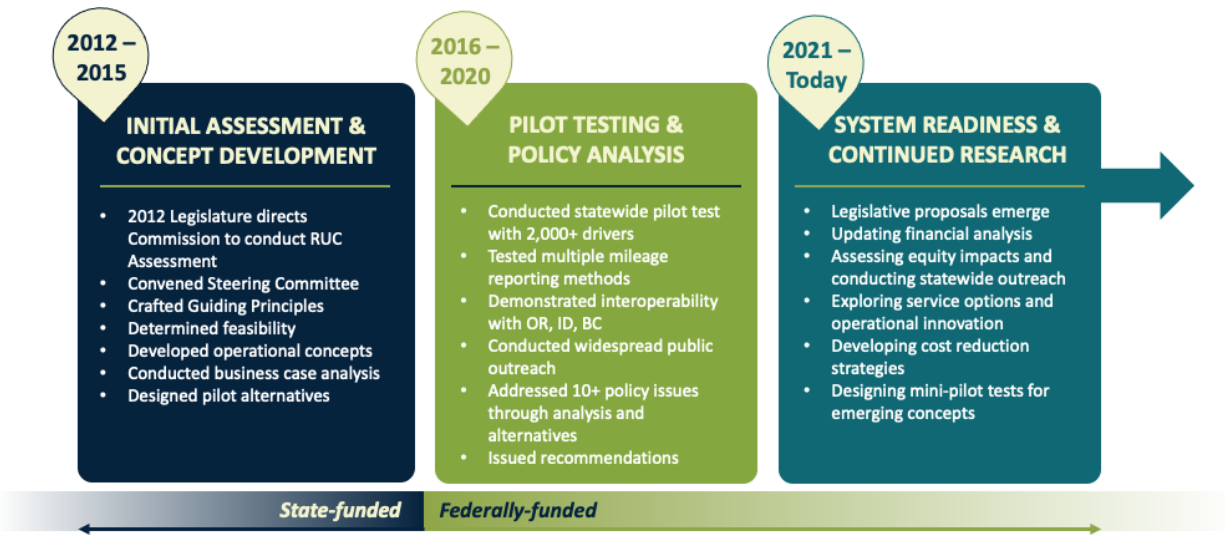 2012 –
2015
INITIAL ASSESSMENT &
CONCEPT DEVELOPMENT
• 2012 Legislature directs
Commission to conduct RUC
Assessment
• Convened Steering Committee
• Crafted Guiding Principles
• Determined feasibility
• Developed operational concepts
• Conducted business case analysis
• Designed pilot alternatives
2016 –
2020
PILOT TESTING &
POLICY ANALYSIS
• Conducted statewide pilot test
with 2,000+ drivers
• Tested multiple mileage
reporting methods
• Demonstrated interoperability
with OR, ID, BC
• Conducted widespread public
outreach
• Addressed 10+ policy issues
through analysis and
alternatives
• Issued recommendations
2021 –
Today
SYSTEM READINESS &
CONTINUED RESEARCH
• Legislative proposals emerge
• Updating financial analysis
• Assessing equity impacts and
conducting statewide outreach
• Exploring service options and
operational innovation
• Developing cost reduction
strategies
• Designing mini-pilot tests for
emerging concepts
State-funded
Federally-funded